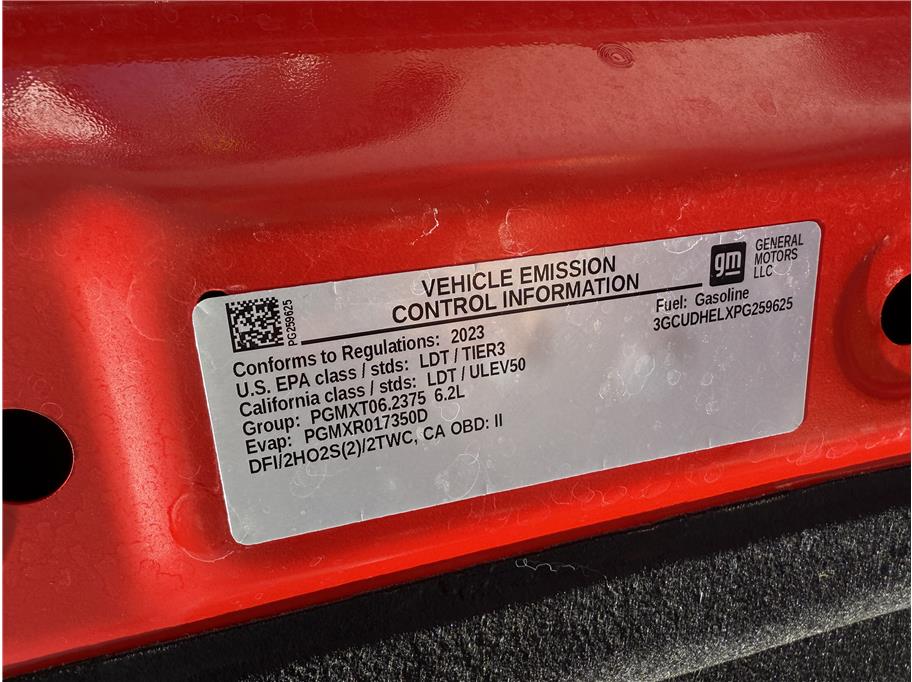 PG259625
VEHICLE EMISSION
CONTROL INFORMATION
gm
GENERAL
MOTORS
LLC
Fuel: Gasoline
3GCUDHELXPG259625
Conforms to Regulations: 2023
U.S. EPA class / stds: LDT / TIER3
California class / stds: LDT / ULEV50
Group: PGMXT06.2375 6.2L
Evap: PGMXR017350D
DFI/2HO2S(2)/2TWC, CA OBD: II